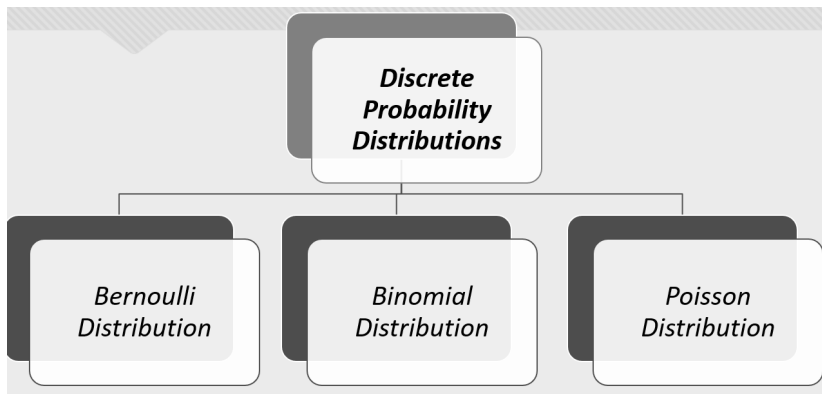 Discrete
Probability
Distributions
Bernoulli
Distribution
Binomial
Distribution
Poisson
Distribution